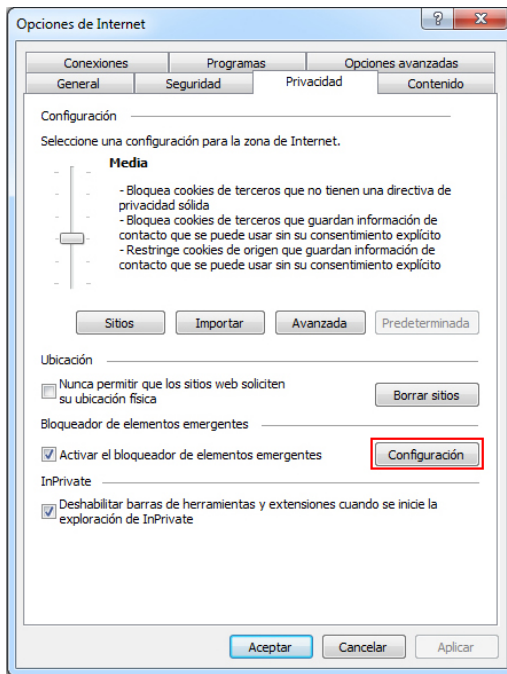 Opciones de Internet
?
X
Conexiones Programas Opciones avanzadas
General Seguridad Privacidad Contenido
Configuración
Seleccione una configuración para la zona de Internet.
Media
- Bloquea cookies de terceros que no tienen una directiva de
privacidad sólida
- Bloquea cookies de terceros que guardan información de
contacto que se puede usar sin su consentimiento explícito
- Restringe cookies de origen que guardan información de
contacto que se puede usar sin su consentimiento explícito
Sitios Importar Avanzada Predeterminada
Ubicación
Nunca permitir que los sitios web soliciten
su ubicación física
Borrar sitios
Bloqueador de elementos emergentes
Activar el bloqueador de elementos emergentes Configuración
InPrivate
Deshabilitar barras de herramientas y extensiones cuando se inicie la
exploración de InPrivate
Aceptar Cancelar Aplicar